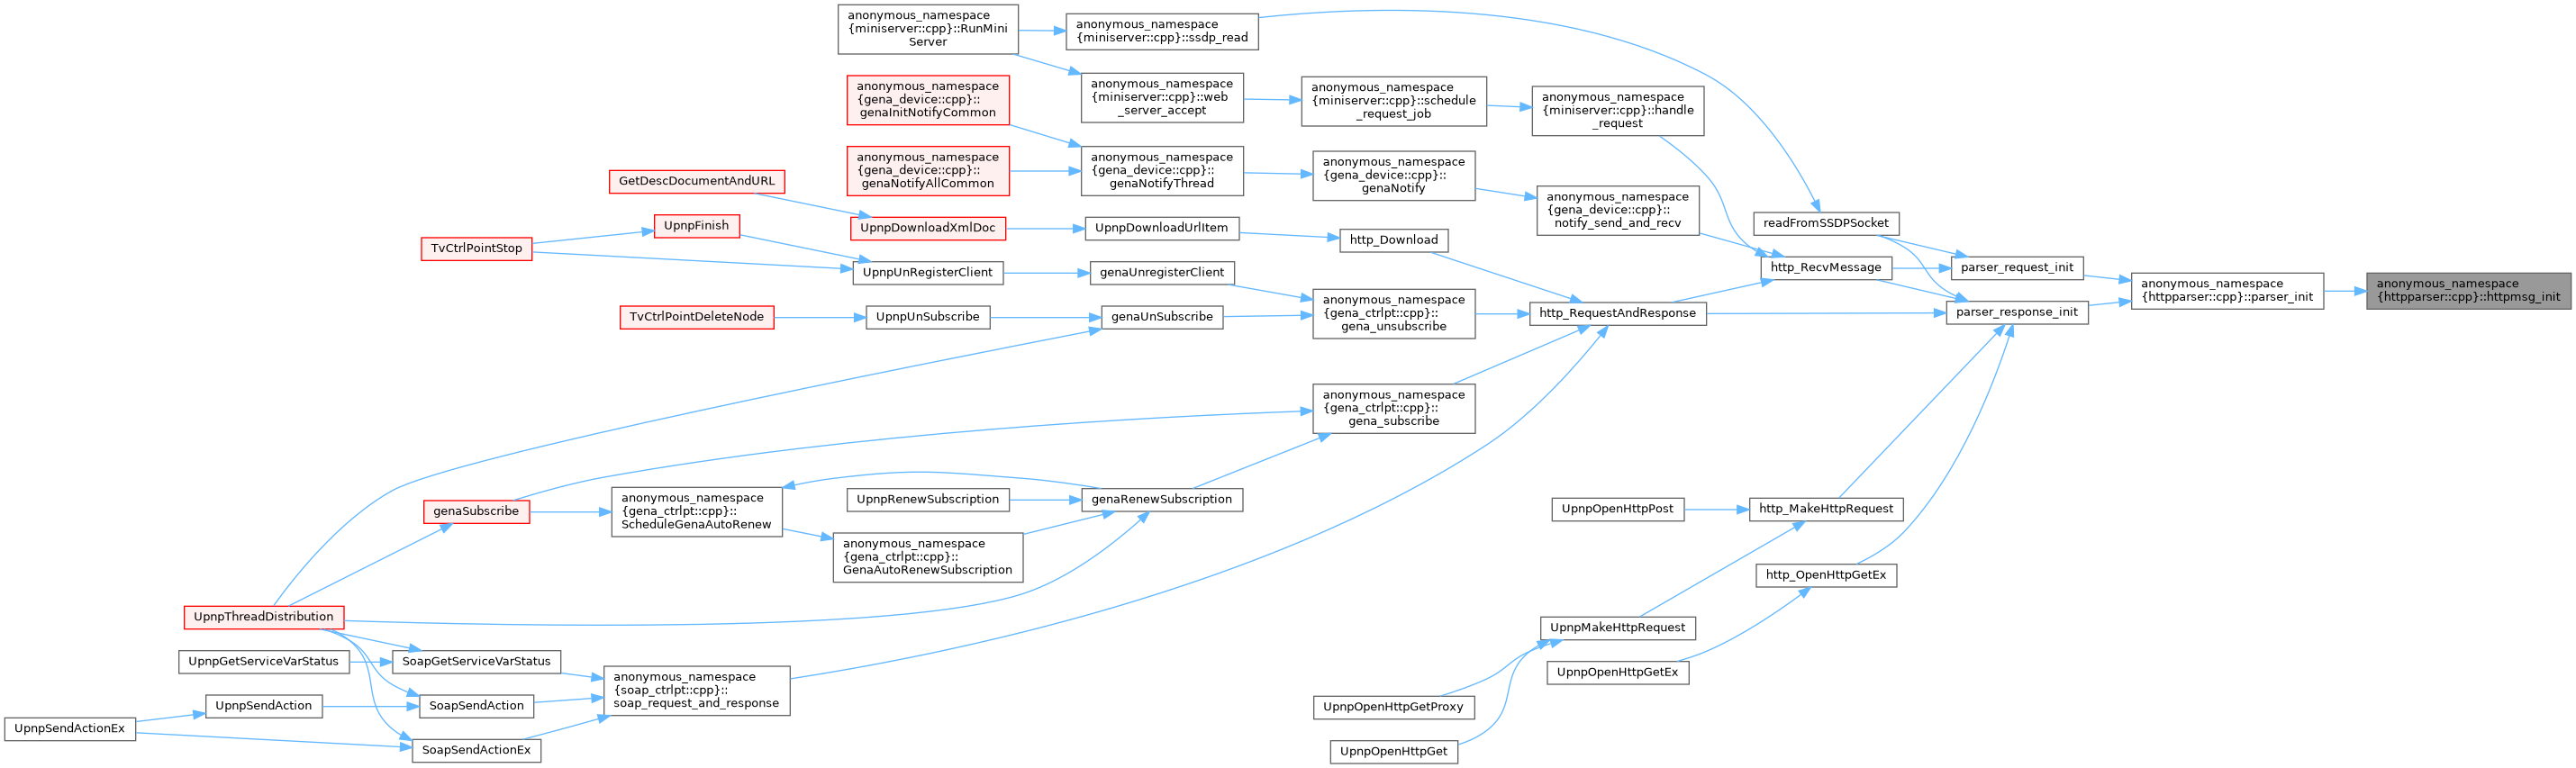 anonymous_namespace
{miniserver::cpp}::RunMini
Server
anonymous_namespace
{miniserver::cpp}::ssdp_read
anonymous_namespace
{gena_device::cpp}::
genaInitNotifyCommon
anonymous_namespace
{miniserver::cpp}::web
_server_accept
anonymous_namespace
{miniserver::cpp}::schedule
_request_job
anonymous_namespace
{miniserver::cpp}::handle
_request
anonymous_namespace
{gena_device::cpp}::
genaNotifyAllCommon
anonymous_namespace
{gena_device::cpp}::
genaNotifyThread
anonymous_namespace
{gena_device::cpp}::
genaNotify
anonymous_namespace
{gena_device::cpp}::
notify_send_and_recv
GetDescDocumentAndURL
UpnpFinish
TvCtrlPointStop
UpnpDownloadXmlDoc
UpnpDownloadUrlItem
http_Download
readFromSSDPSocket
UpnpUnRegisterClient
genaUnregisterClient
http_RecvMessage
parser_request_init
anonymous_namespace
{httpparser::cpp}::parser_init
anonymous_namespace
{httpparser::cpp}::httpmsg_init
TvCtrlPointDeleteNode
UpnpUnSubscribe
genaUnSubscribe
anonymous_namespace
{gena_ctrlpt::cpp}::
gena_unsubscribe
http_RequestAndResponse
parser_response_init
anonymous_namespace
{gena_ctrlpt::cpp}::
gena_subscribe
genaSubscribe
anonymous_namespace
{gena_ctrlpt::cpp}::
ScheduleGenaAutoRenew
UpnpRenewSubscription
genaRenewSubscription
anonymous_namespace
{gena_ctrlpt::cpp}::
GenaAutoRenewSubscription
UpnpOpenHttpPost
http_MakeHttpRequest
http_OpenHttpGetEx
UpnpThreadDistribution
UpnpMakeHttpRequest
UpnpGetServiceVarStatus
SoapGetServiceVarStatus
anonymous_namespace
{soap_ctrlpt::cpp}::
soap_request_and_response
UpnpOpenHttpGetEx
UpnpSendAction
SoapSendAction
UpnpOpenHttpGetProxy
UpnpSendActionEx
SoapSendActionEx
UpnpOpenHttpGet